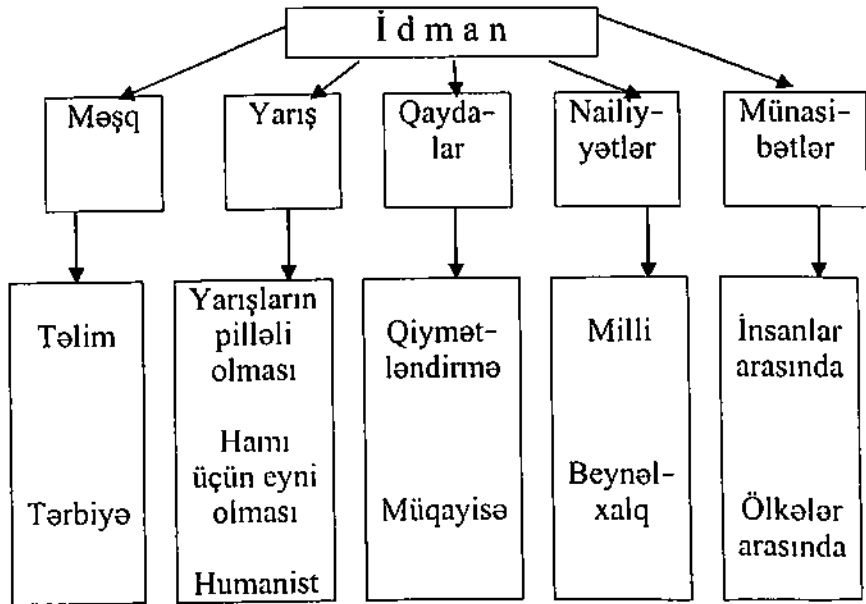 İdman
Məşq
Yarış
Qayda-
lar
Nailiy-
yətlər
Münasi-
bətlər
Təlim
Tərbiyə
Yarışların
pilləli
olması
Hamı
üçün eyni
olması
Humanist
Qiymət-
ləndirmə
Müqayisə
Milli
Beynəl-
xalq
İnsanlar
arasında
Ölkələr
arasında